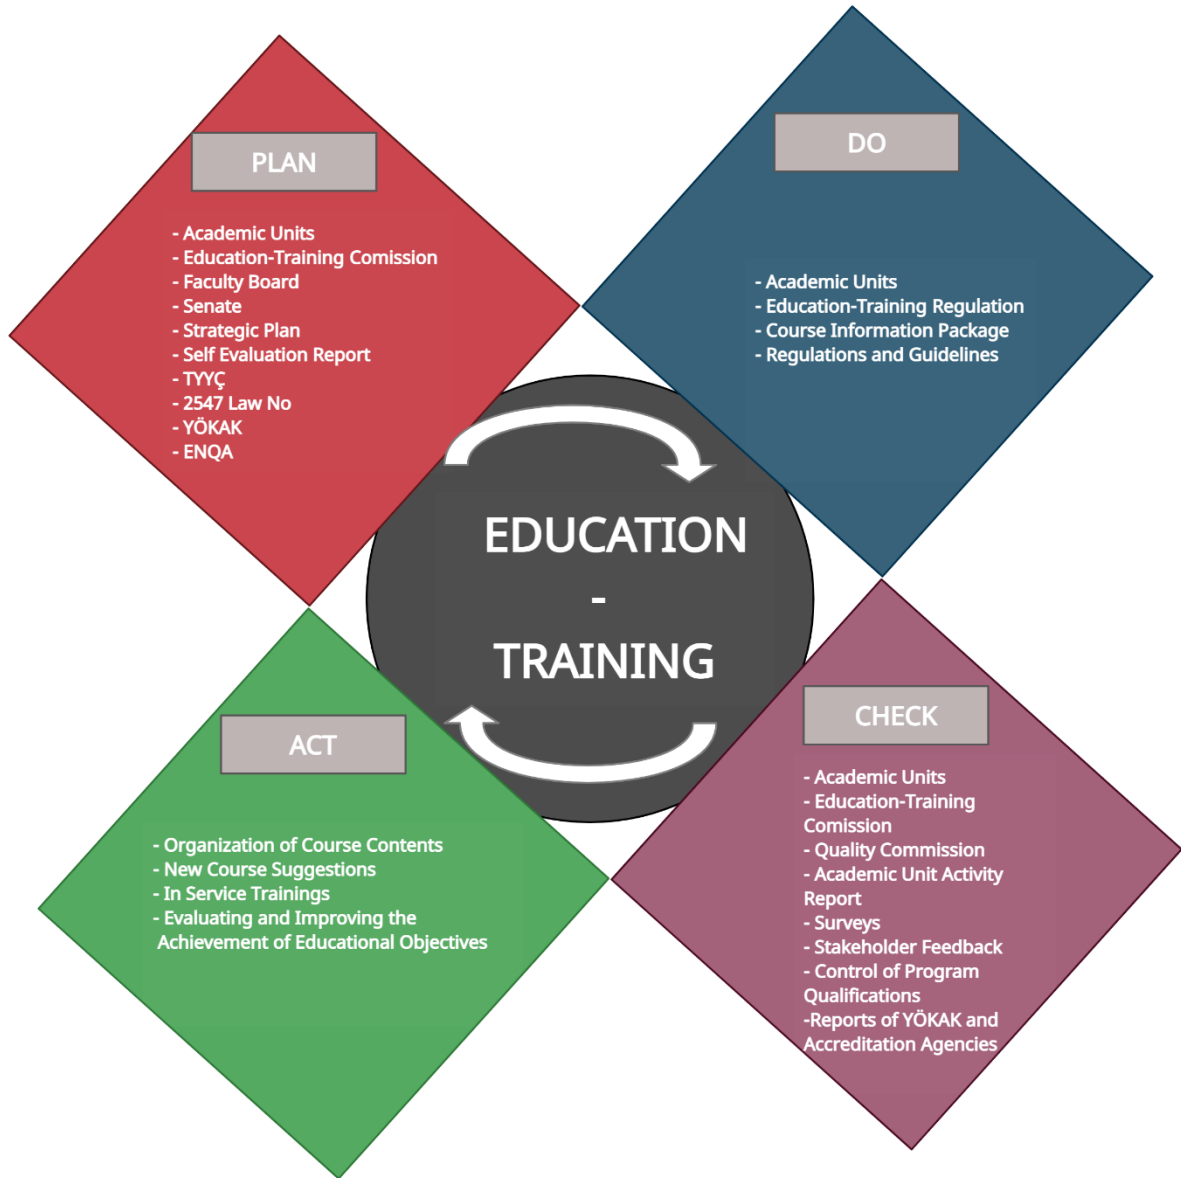 PLAN
- Academic Units
- Education-Training Comission
- Faculty Board
- Senate
- Strategic Plan
- Self Evaluation Report
- TYYÇ
- 2547 Law No
- YÖKAK
- ENQA
DO
- Academic Units
- Education-Training Regulation
- Course Information Package
- Regulations and Guidelines
EDUCATION
-
TRAINING
ACT
- Organization of Course Contents
- New Course Suggestions
- In Service Trainings
- Evaluating and Improving the
Achievement of Educational Objectives
CHECK
- Academic Units
- Education-Training
Comission
- Quality Commission
- Academic Unit Activity
Report
- Surveys
- Stakeholder Feedback
- Control of Program
Qualifications
-Reports of YÖKAK and
Accreditation Agencies